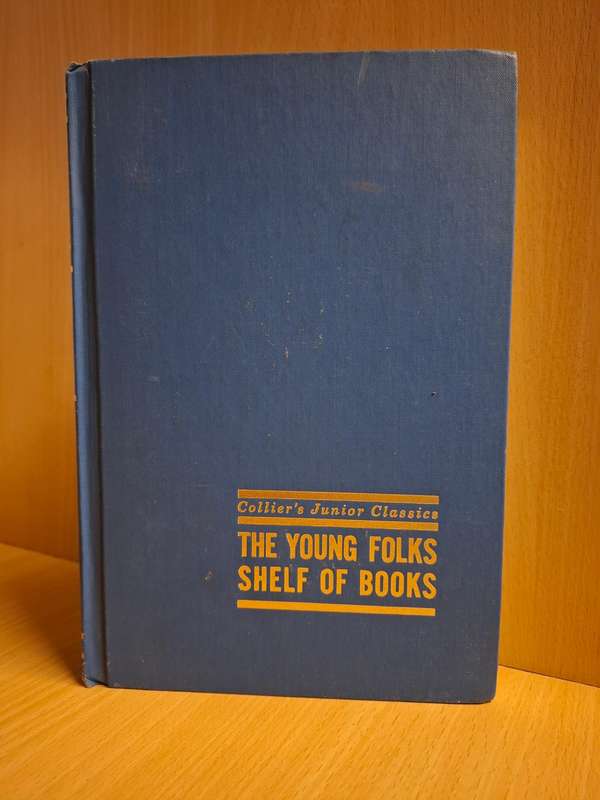 Collier's Junior Classics
THE YOUNG FOLKS
SHELF OF BOOKS